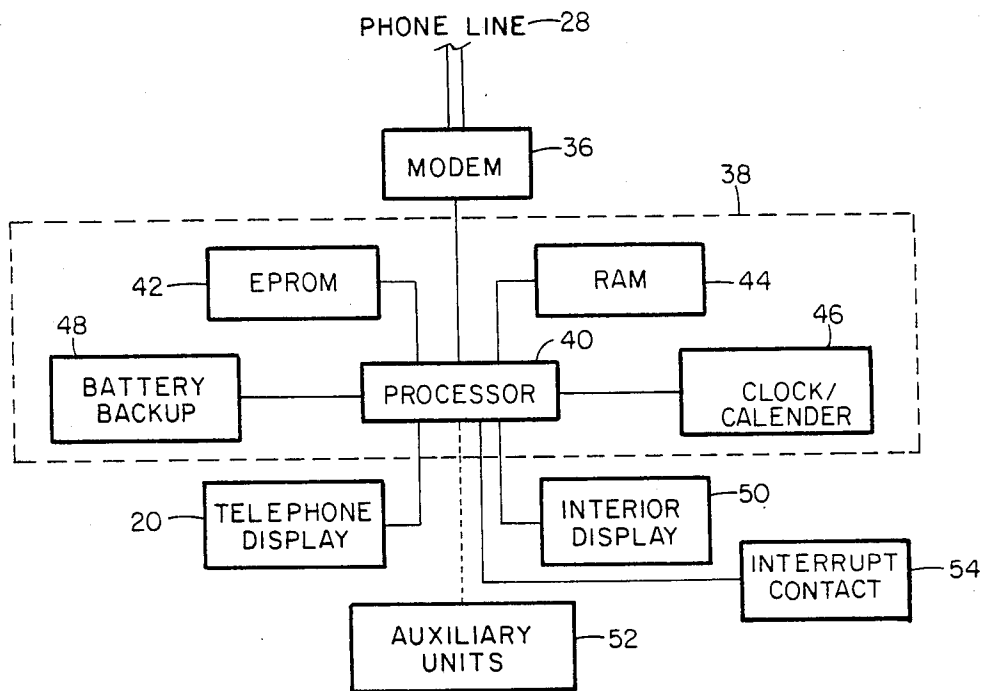 PHONE LINE 28
MODEM
36
38
42
EPROM
RAM
44
48
40
46
BATTERY
BACKUP
PROCESSOR
CLOCK/
CALENDER
20
TELEPHONE
DISPLAY
INTERIOR
DISPLAY
50
INTERRUPT
CONTACT
54
AUXILIARY
UNITS
52